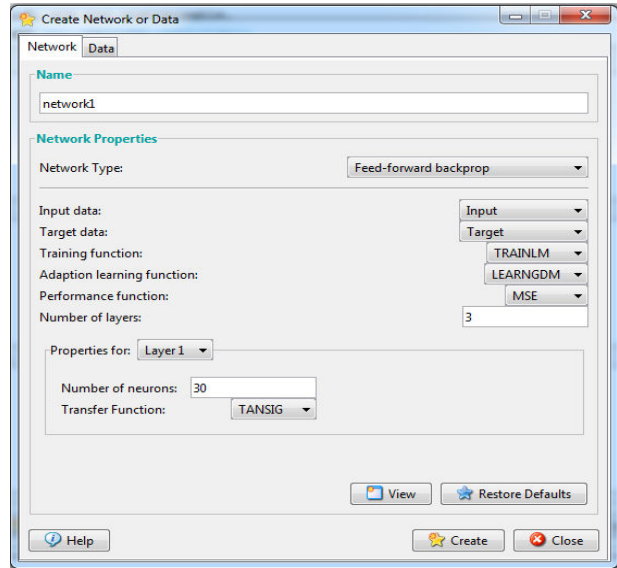 Create Network or Data
Network Data
Name
network1
Network Properties
Network Type: Feed-forward backprop
Input data: Input
Target data: Target
Training function: TRAINLM
Adaption learning function: LEARNGDM
Performance function: MSE
Number of layers: 3
Properties for: Layer 1
Number of neurons: 30
Transfer Function: TANSIG
View Restore Defaults
Help Create Close